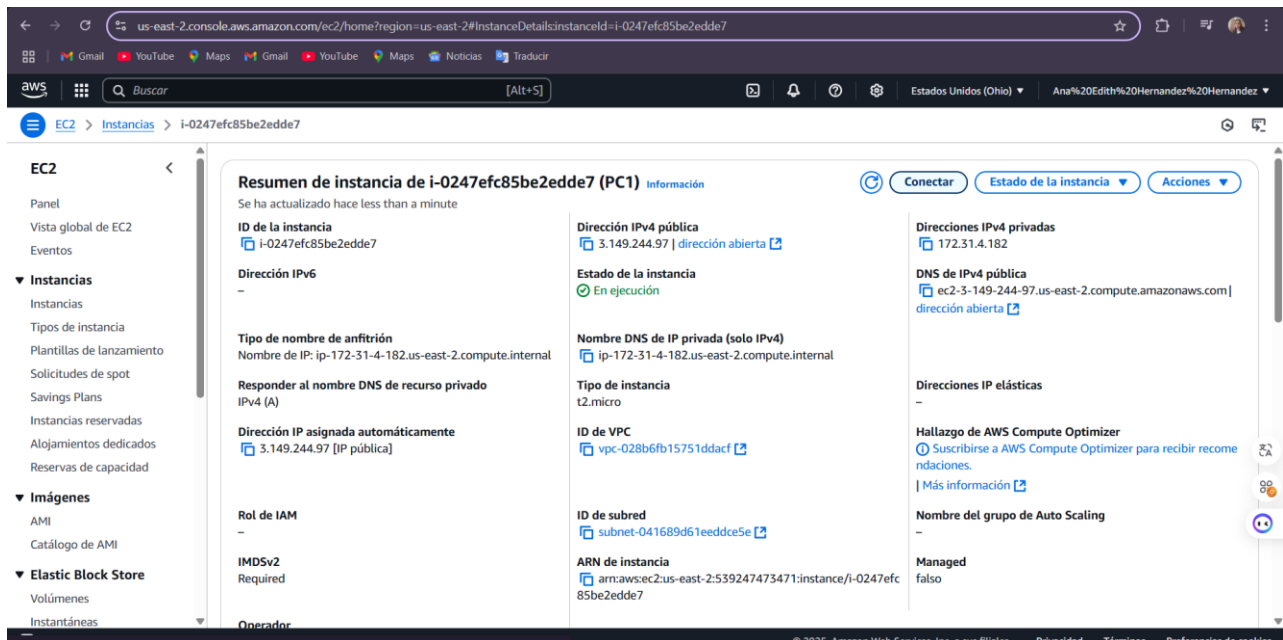 us-east-2.console.aws.amazon.com/ec2/home?region=us-east-2#InstanceDetails:instanceId=i-0247efc85be2edde7
Gmail YouTube Maps Gmail YouTube Maps Noticias Traducir
aws Buscar [Alt+S] Estados Unidos (Ohio) Ana%20Edith%20Hernandez%20Hernandez
EC2 > Instancias > i-0247efc85be2edde7
EC2
Panel
Vista global de EC2
Eventos
Instancias
Instancias
Tipos de instancia
Plantillas de lanzamiento
Solicitudes de spot
Savings Plans
Instancias reservadas
Alojamientos dedicados
Reservas de capacidad
Imágenes
AMI
Catálogo de AMI
Elastic Block Store
Volúmenes
Instantáneas
Resumen de instancia de i-0247efc85be2edde7 (PC1) Información
Conectar Estado de la instancia Acciones
Se ha actualizado hace less than a minute
ID de la instancia
i-0247efc85be2edde7
Dirección IPv4 pública
3.149.244.97 | dirección abierta
Direcciones IPv4 privadas
172.31.4.182
Dirección IPv6
–
Estado de la instancia
En ejecución
DNS de IPv4 pública
ec2-3-149-244-97.us-east-2.compute.amazonaws.com |
dirección abierta
Tipo de nombre de anfitrión
Nombre de IP: ip-172-31-4-182.us-east-2.compute.internal
Nombre DNS de IP privada (solo IPv4)
ip-172-31-4-182.us-east-2.compute.internal
Responder al nombre DNS de recurso privado
IPv4 (A)
Tipo de instancia
t2.micro
Direcciones IP elásticas
–
Dirección IP asignada automáticamente
3.149.244.97 [IP pública]
ID de VPC
vpc-028b6fb15751ddacf
Hallazgo de AWS Compute Optimizer
Suscribirse a AWS Compute Optimizer para recibir recome
ndaciones.
| Más información
Rol de IAM
–
ID de subred
subnet-041689d61eeddce5e
Nombre del grupo de Auto Scaling
–
IMDSv2
Required
ARN de instancia
arn:aws:ec2:us-east-2:539247473471:instance/i-0247efc
85be2edde7
Managed
falso
Operador
© 2025, Amazon Web Services, Inc. o sus filiales. Privacidad Términos Preferencias de cookies